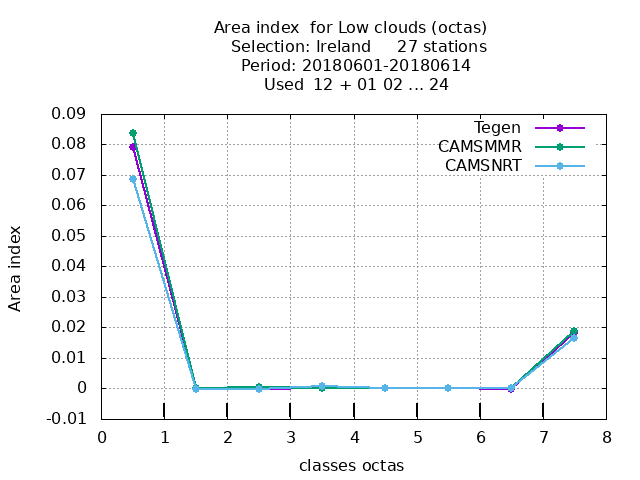 Area index  for Low clouds (octas)
Selection: Ireland     27 stations
Period: 20180601-20180614
Used  12 + 01 02 ... 24
Tegen
CAMSMMR
CAMSNRT
0.09
0.08
0.07
0.06
0.05
0.04
0.03
0.02
0.01
0
-0.01
Area index
0 1 2 3 4 5 6 7 8
classes octas